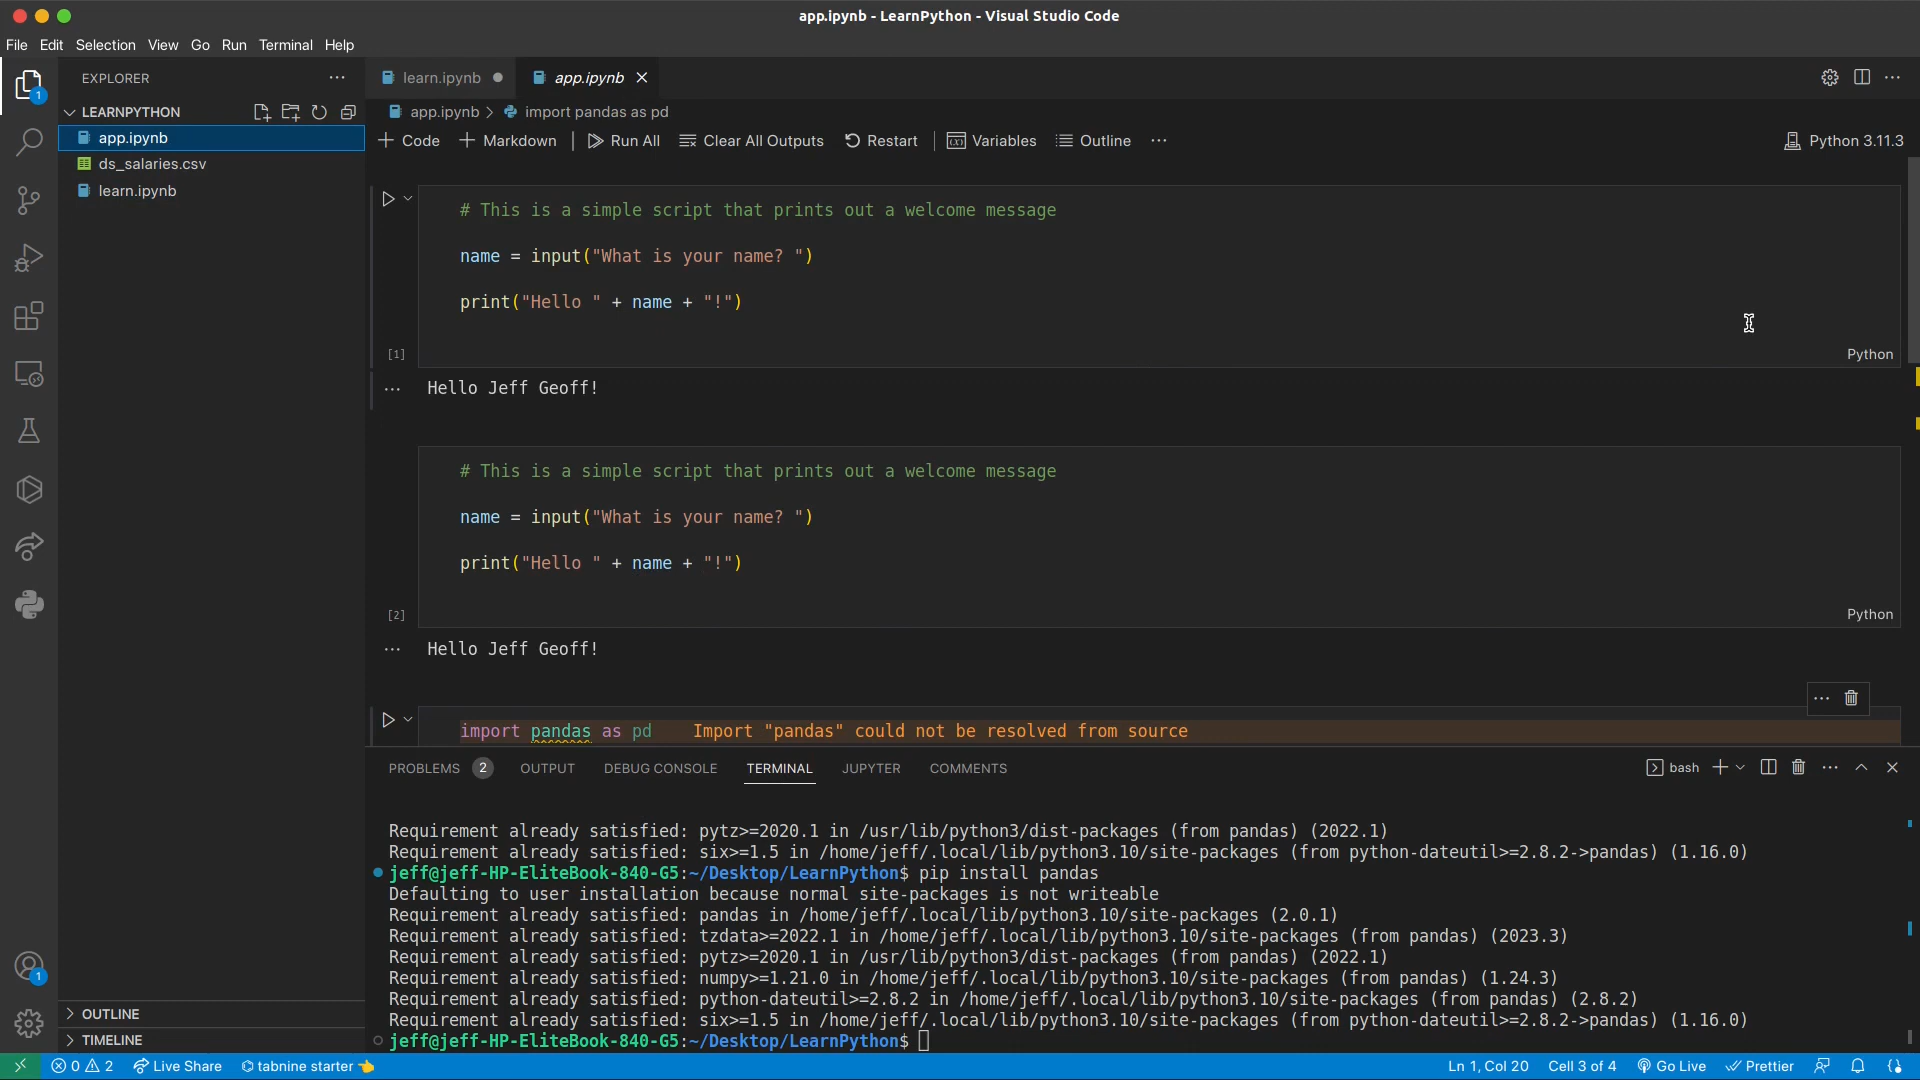 app.ipynb - LearnPython - Visual Studio Code
File Edit Selection View Go Run Terminal Help
EXPLORER
LEARNPYTHON
app.ipynb
ds_salaries.csv
learn.ipynb
OUTLINE
TIMELINE
1
1
learn.ipynb
app.ipynb
app.ipynb > import pandas as pd
Code Markdown Run All Clear All Outputs Restart Variables Outline ... Python 3.11.3
# This is a simple script that prints out a welcome message
name = input("What is your name? ")
print("Hello " + name + "!")
[1] Python
Hello Jeff Geoff!
# This is a simple script that prints out a welcome message
name = input("What is your name? ")
print("Hello " + name + "!")
[2] Python
Hello Jeff Geoff!
import pandas as pd Import "pandas" could not be resolved from source
PROBLEMS 2 OUTPUT DEBUG CONSOLE TERMINAL JUPYTER COMMENTS bash
Requirement already satisfied: pytz>=2020.1 in /usr/lib/python3/dist-packages (from pandas) (2022.1)
Requirement already satisfied: six>=1.5 in /home/jeff/.local/lib/python3.10/site-packages (from python-dateutil>=2.8.2->pandas) (1.16.0)
jeff@jeff-HP-EliteBook-840-G5:~/Desktop/LearnPython$ pip install pandas
Defaulting to user installation because normal site-packages is not writeable
Requirement already satisfied: pandas in /home/jeff/.local/lib/python3.10/site-packages (2.0.1)
Requirement already satisfied: tzdata>=2022.1 in /home/jeff/.local/lib/python3.10/site-packages (from pandas) (2023.3)
Requirement already satisfied: pytz>=2020.1 in /usr/lib/python3/dist-packages (from pandas) (2022.1)
Requirement already satisfied: numpy>=1.21.0 in /home/jeff/.local/lib/python3.10/site-packages (from pandas) (1.24.3)
Requirement already satisfied: python-dateutil>=2.8.2 in /home/jeff/.local/lib/python3.10/site-packages (from pandas) (2.8.2)
Requirement already satisfied: six>=1.5 in /home/jeff/.local/lib/python3.10/site-packages (from python-dateutil>=2.8.2->pandas) (1.16.0)
jeff@jeff-HP-EliteBook-840-G5:~/Desktop/LearnPython$
0 2 Live Share tabnine starter Ln 1, Col 20 Cell 3 of 4 Go Live Prettier